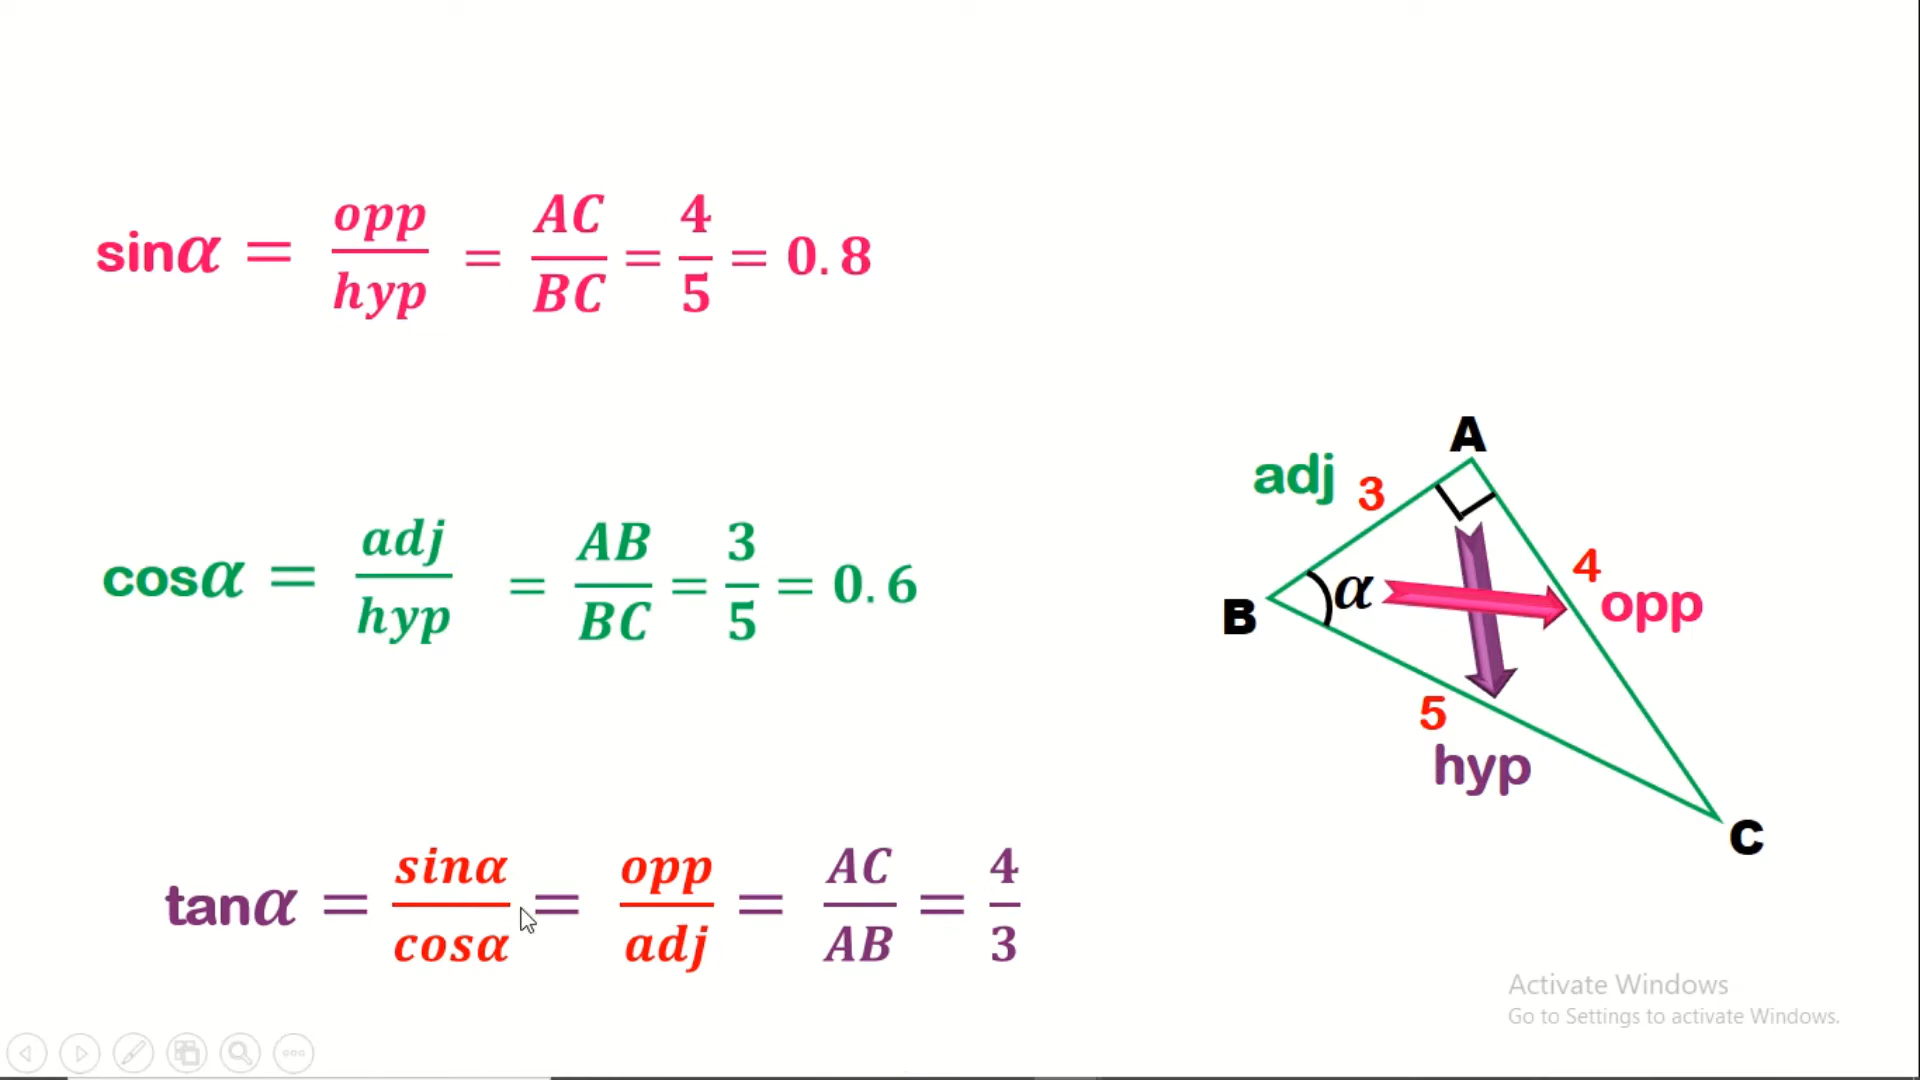 sinα = opp/hyp = AC/BC = 4/5 = 0.8
cosα = adj/hyp = AB/BC = 3/5 = 0.6
tanα = sinα/cosα = opp/adj = AC/AB = 4/3
A
adj 3
4
opp
B
α
5
hyp
C
Activate Windows
Go to Settings to activate Windows.